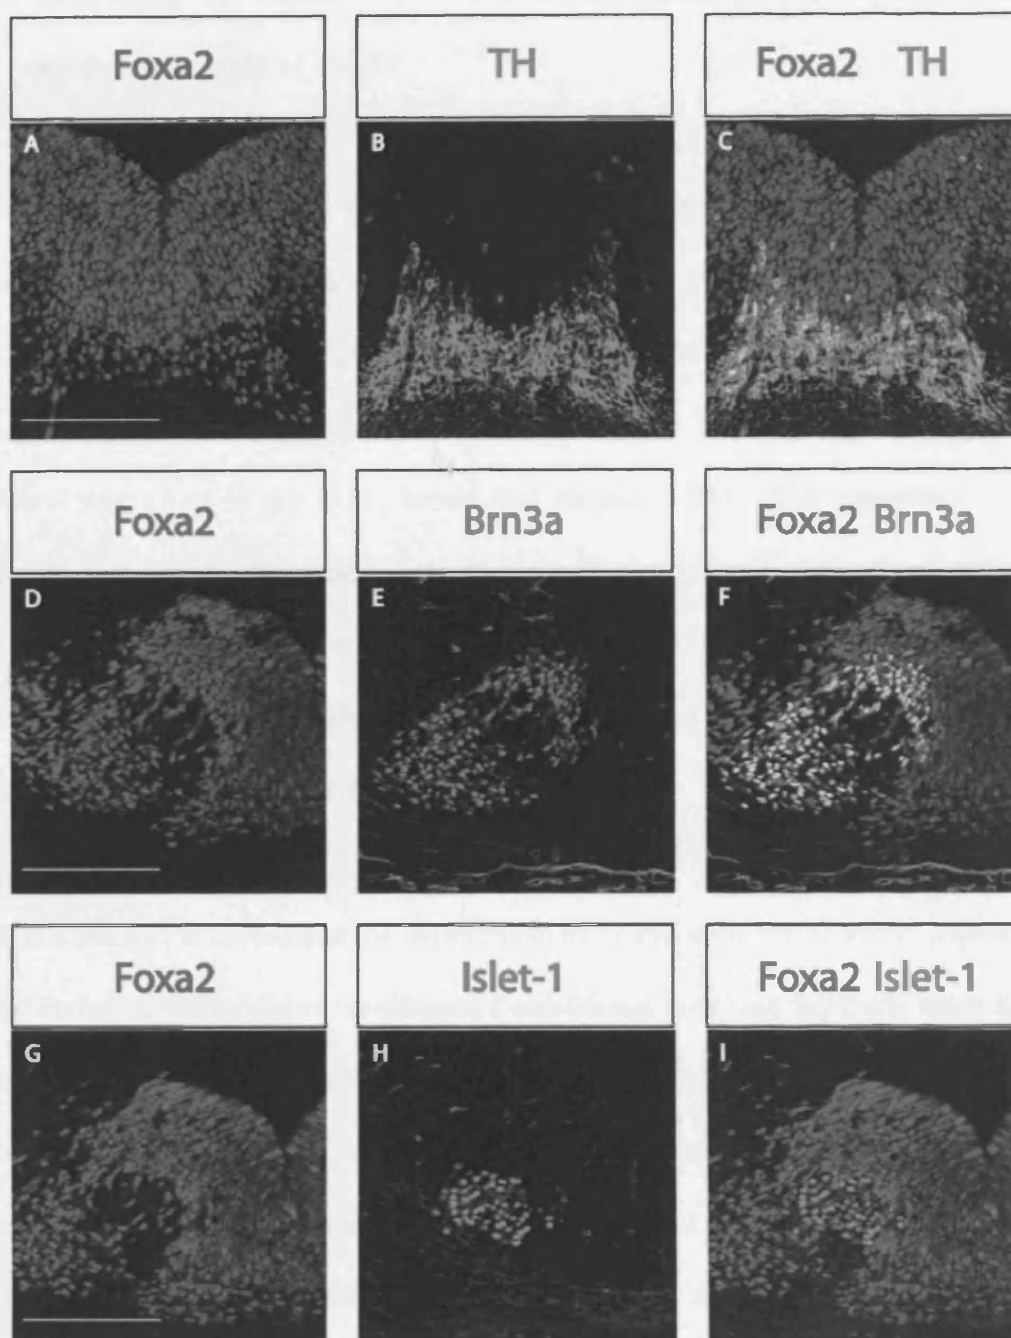 Foxa2 TH Foxa2 TH
A B C
Foxa2 Brn3a Foxa2 Brn3a
D E F
Foxa2 Islet-1 Foxa2 Islet-1
G H I